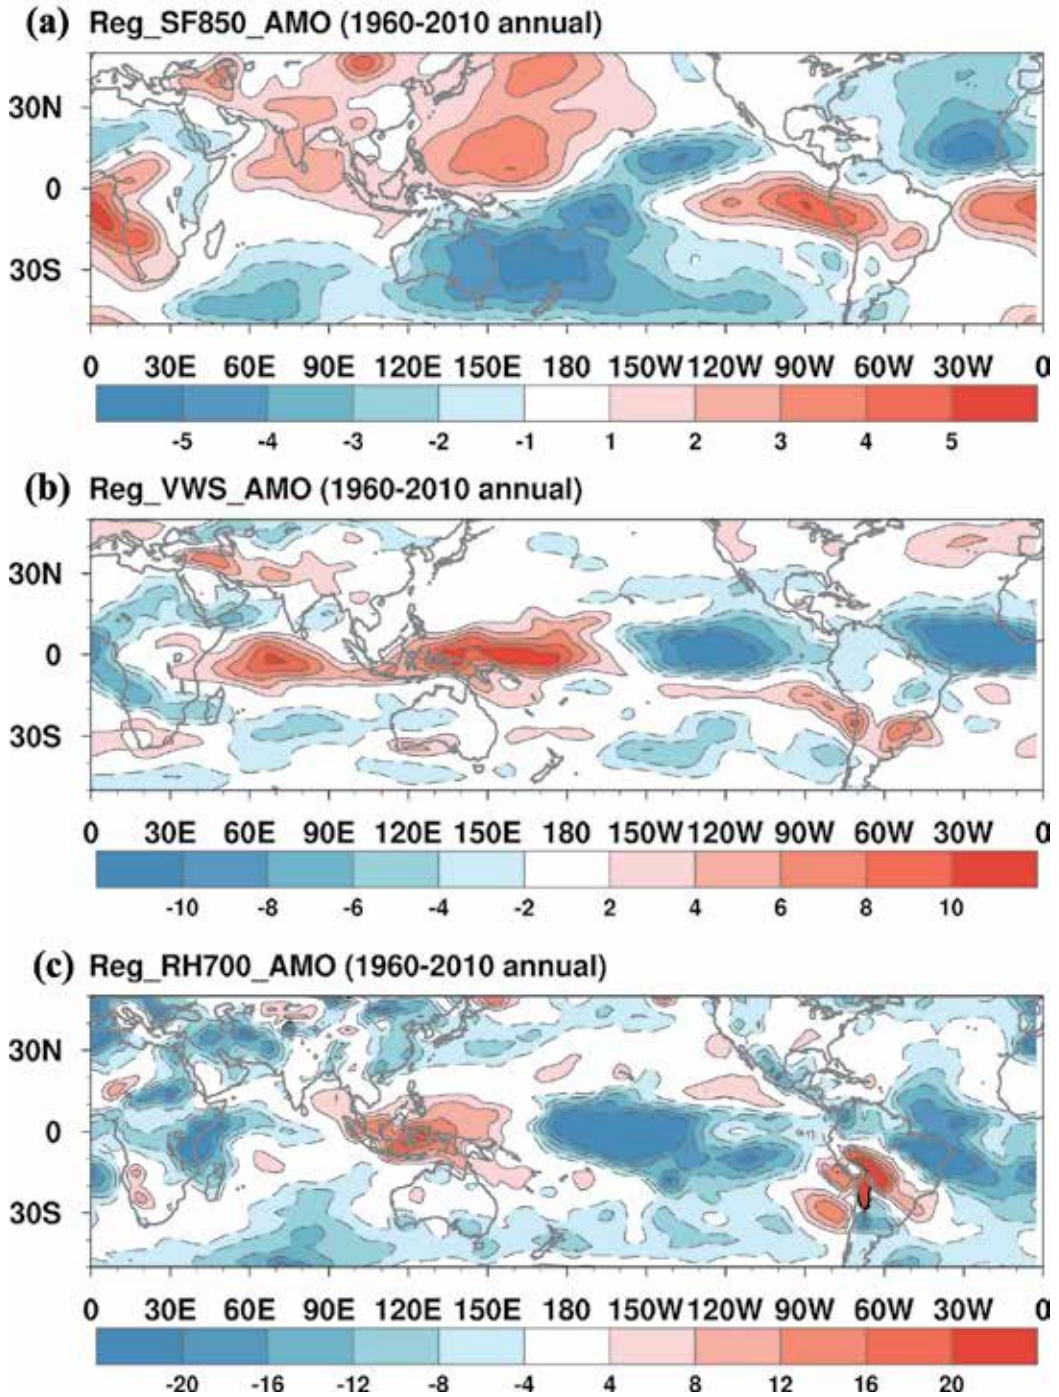 (a) Reg_SF850_AMO (1960-2010 annual)
30N
0
30S
0 30E 60E 90E 120E 150E 180 150W 120W 90W 60W 30W 0
-5 -4 -3 -2 -1 1 2 3 4 5
(b) Reg_VWS_AMO (1960-2010 annual)
30N
0
30S
0 30E 60E 90E 120E 150E 180 150W 120W 90W 60W 30W 0
-10 -8 -6 -4 -2 2 4 6 8 10
(c) Reg_RH700_AMO (1960-2010 annual)
30N
0
30S
0 30E 60E 90E 120E 150E 180 150W 120W 90W 60W 30W 0
-20 -16 -12 -8 -4 4 8 12 16 20